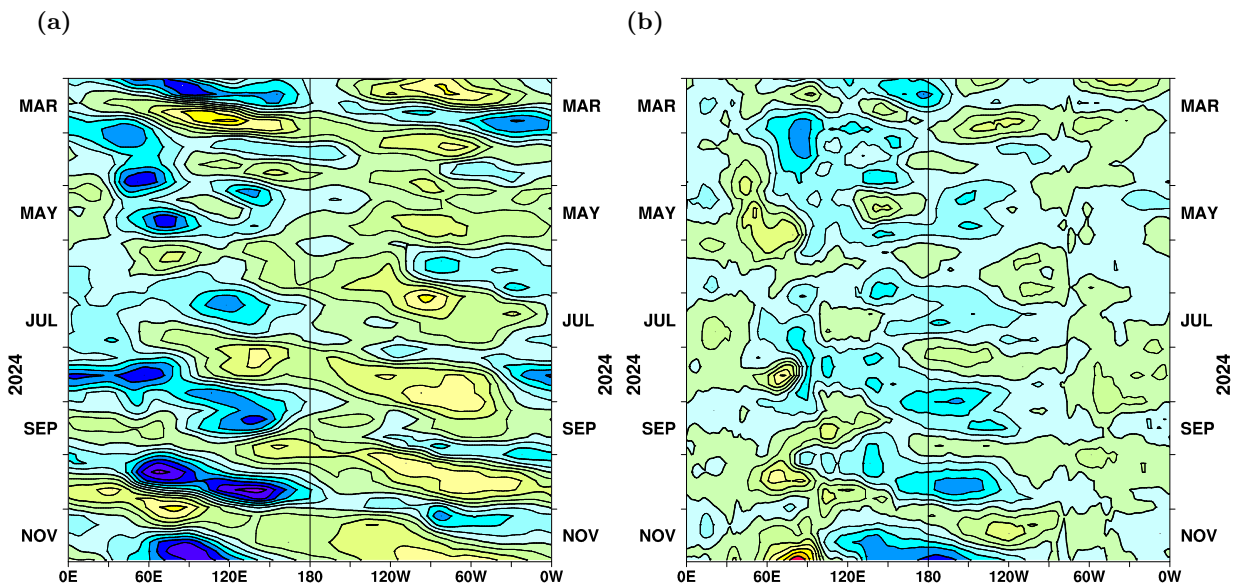 (a) (b)
MAR MAR MAR MAR
MAY MAY MAY MAY
JUL JUL JUL JUL
2024 2024 2024 2024
SEP SEP SEP SEP
NOV NOV NOV NOV
0E 60E 120E 180 120W 60W 0W 0E 60E 120E 180 120W 60W 0W